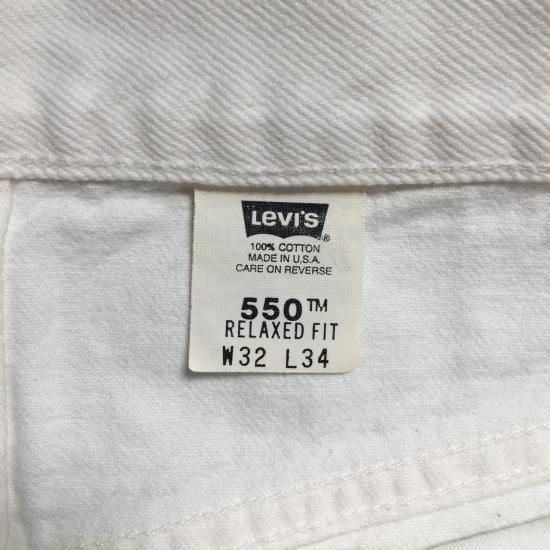 Levi's ®
100% COTTON
MADE IN U.S.A.
CARE ON REVERSE
550™
RELAXED FIT
W32 L34